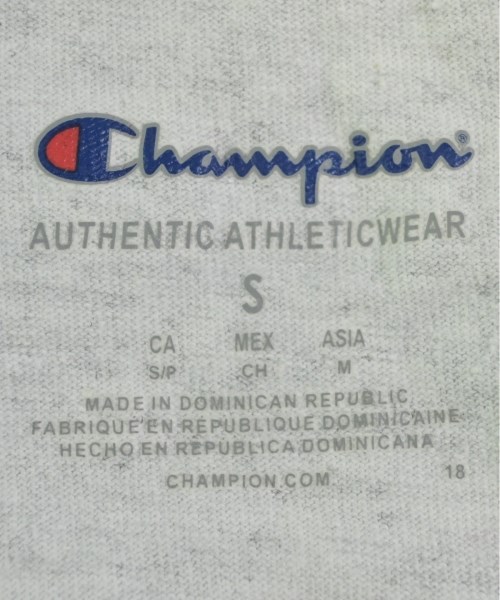 Champion®
AUTHENTIC ATHLETICWEAR
S
CA MEX ASIA
S/P CH M
MADE IN DOMINICAN REPUBLIC
FABRIQUE EN REPUBLIQUE DOMINICAINE
HECHO EN REPUBLICA DOMINICANA
CHAMPION.COM 18